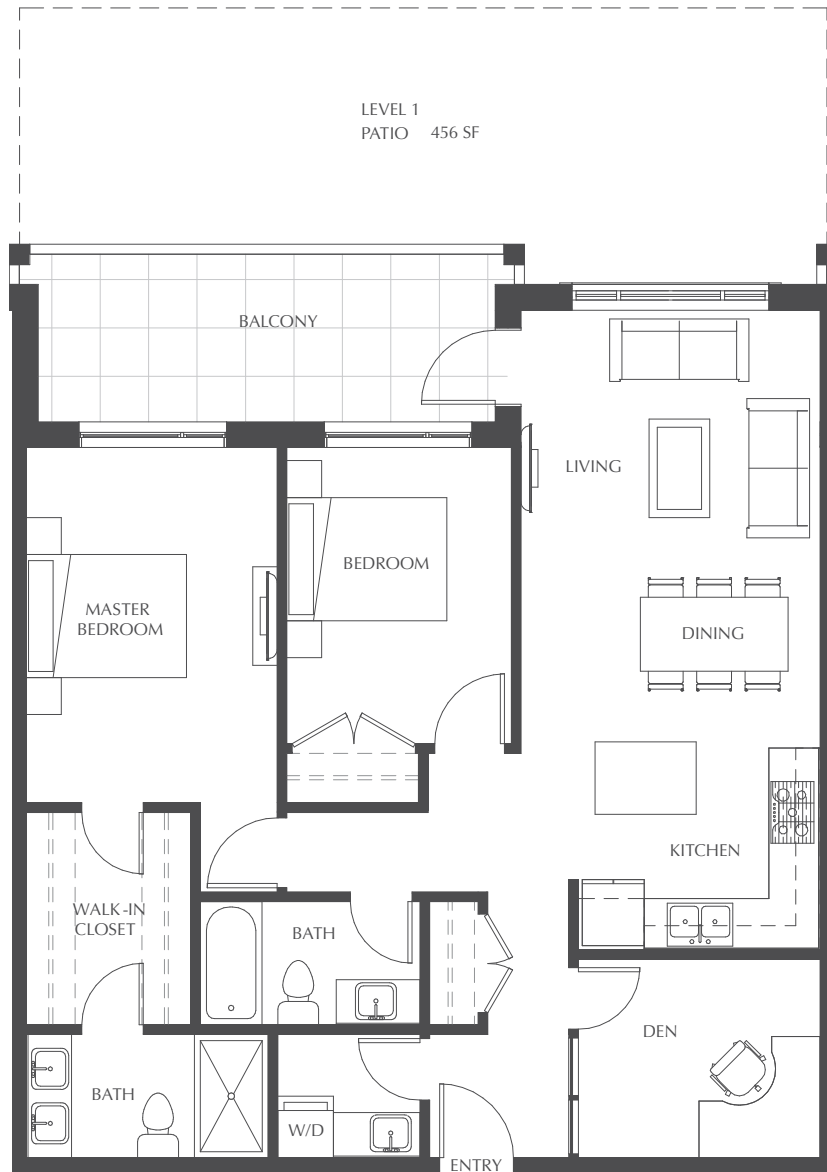 LEVEL 1
PATIO 456 SF
BALCONY
LIVING
BEDROOM
MASTER
BEDROOM
DINING
KITCHEN
WALK-IN
CLOSET
BATH
DEN
BATH
W/D
ENTRY